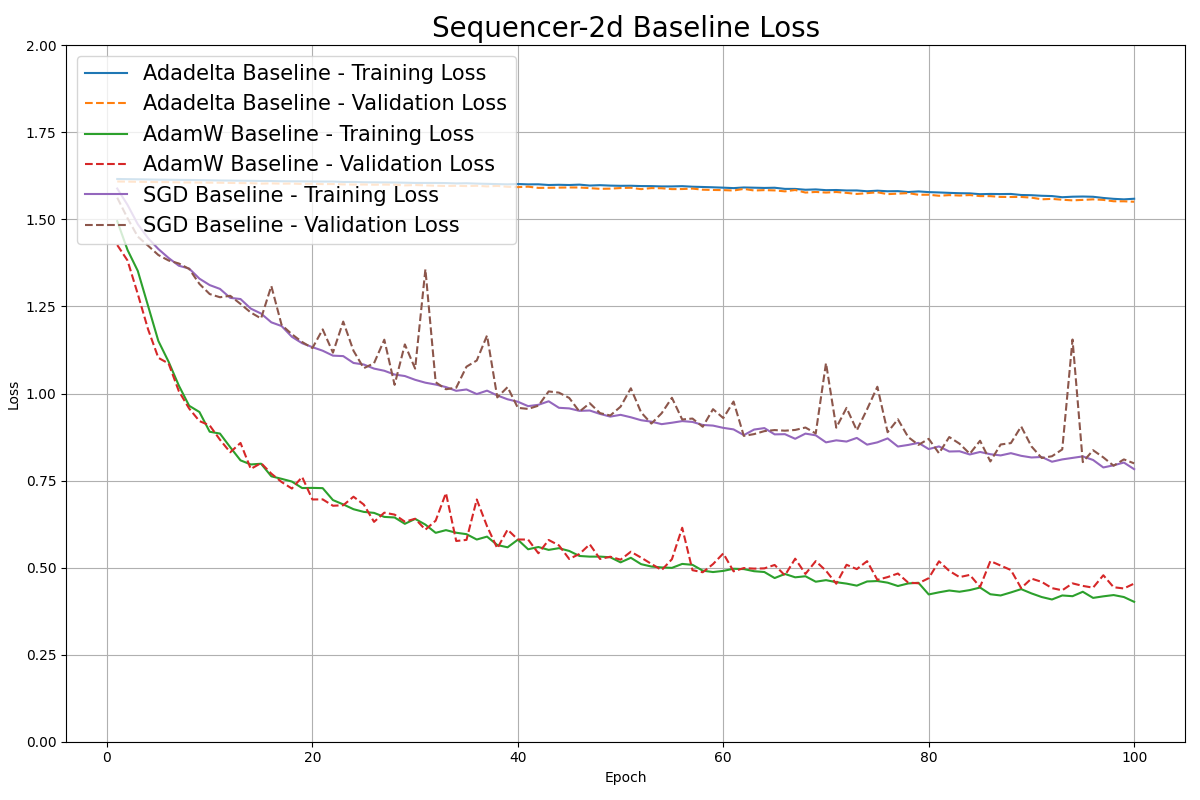 Sequencer-2d Baseline Loss
2.00
1.75
1.50
1.25
1.00
0.75
0.50
0.25
0.00
Loss
Adadelta Baseline - Training Loss
Adadelta Baseline - Validation Loss
AdamW Baseline - Training Loss
AdamW Baseline - Validation Loss
SGD Baseline - Training Loss
SGD Baseline - Validation Loss
0 20 40 60 80 100
Epoch